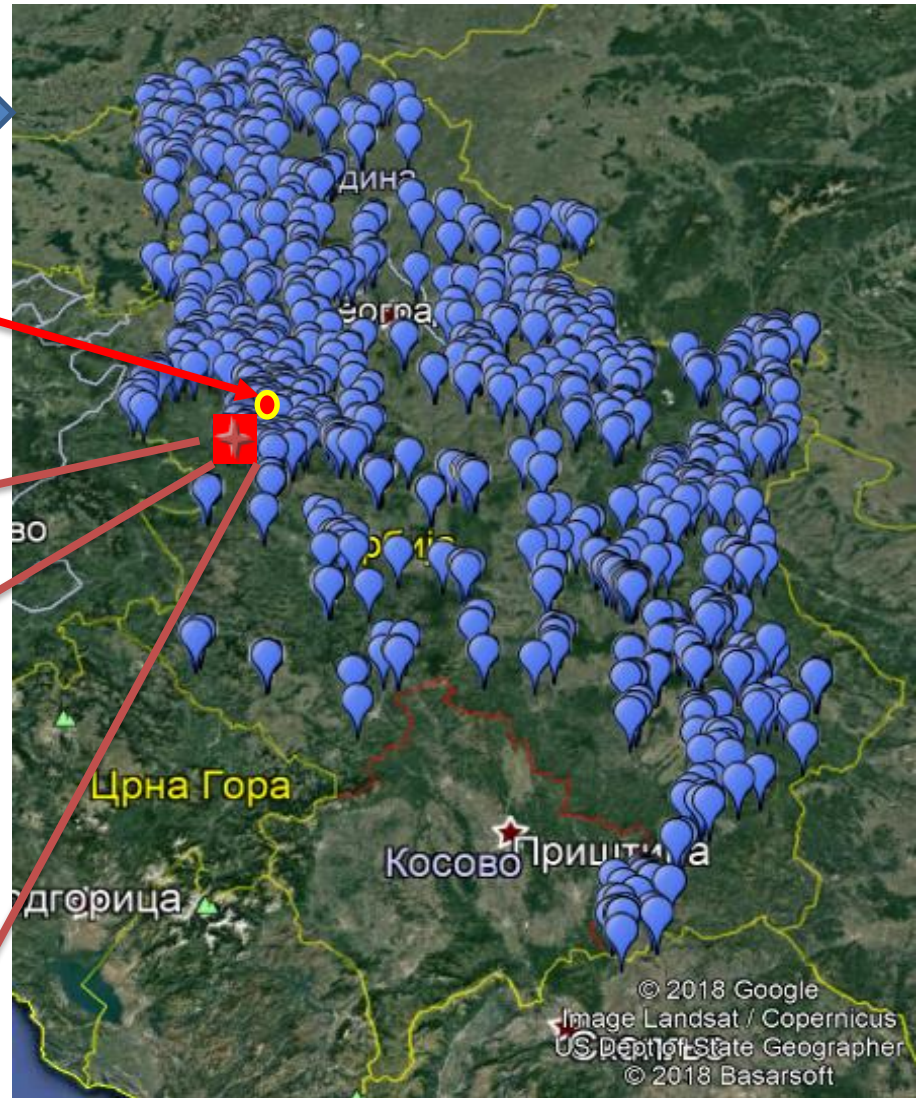 дина
еогра
во
рбија
Црна Гора
Косово
Приштина
дгорица
© 2018 Google
Image Landsat / Copernicus
US Dept of State Geographer
© 2018 Basarsoft